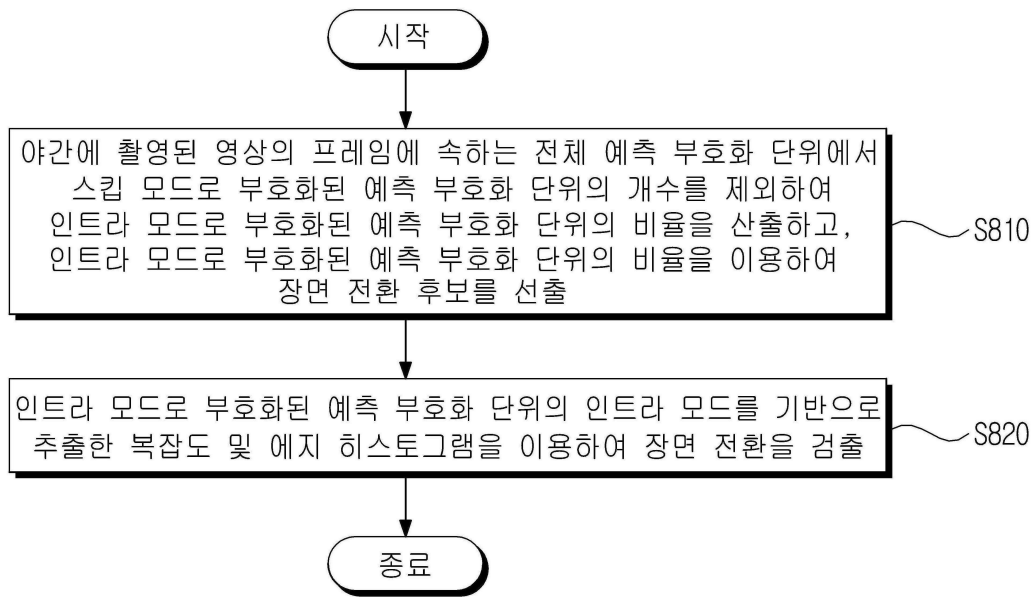 시작
야간에 촬영된 영상의 프레임에 속하는 전체 예측 부호화 단위에서
스킵 모드로 부호화된 예측 부호화 단위의 개수를 제외하여
인트라 모드로 부호화된 예측 부호화 단위의 비율을 산출하고,
인트라 모드로 부호화된 예측 부호화 단위의 비율을 이용하여
장면 전환 후보를 선출
S810
인트라 모드로 부호화된 예측 부호화 단위의 인트라 모드를 기반으로
추출한 복잡도 및 에지 히스토그램을 이용하여 장면 전환을 검출
S820
종료